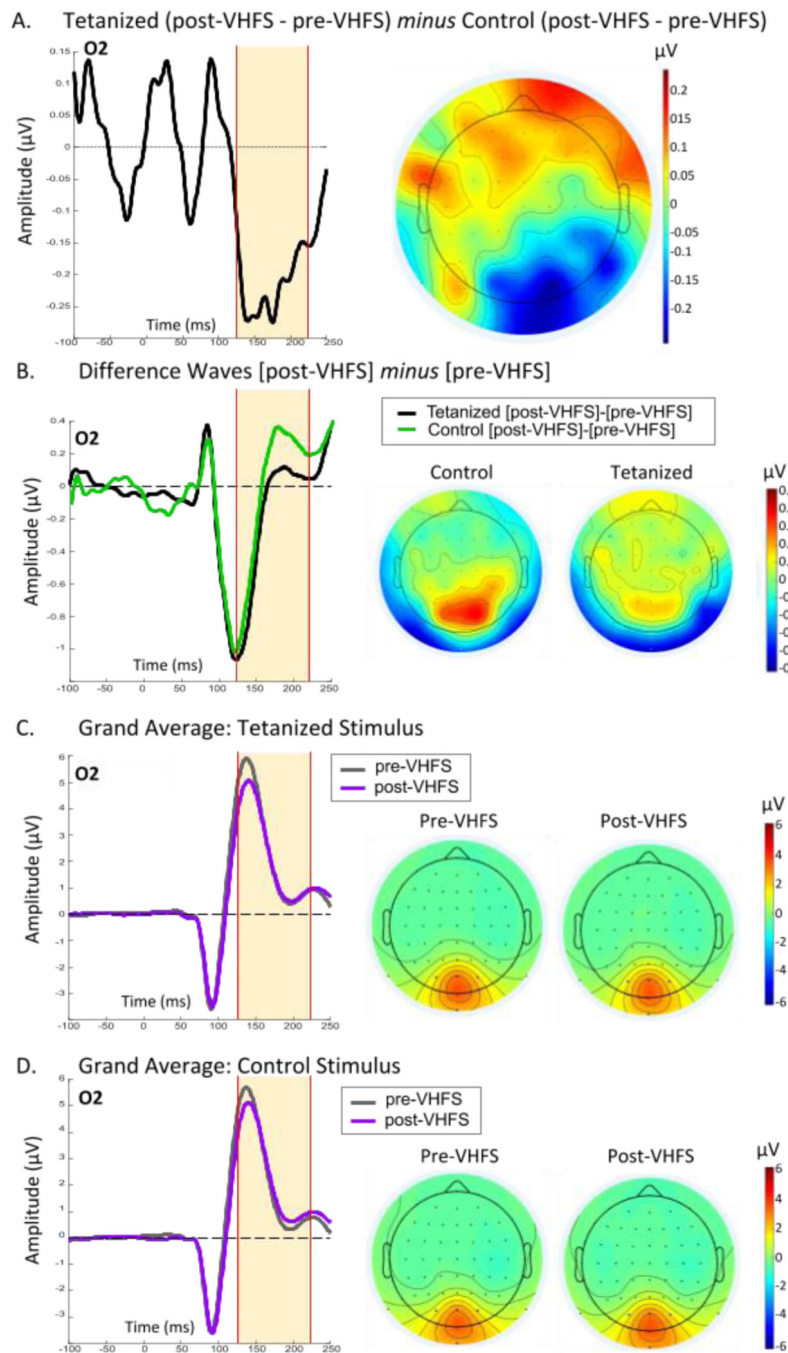 A. Tetanized (post-VHFS - pre-VHFS) minus Control (post-VHFS - pre-VHFS)
O2
µV
0.15
0.1
0.05
0
-0.05
-0.1
-0.15
-0.2
-0.25
Amplitude (µV)
Time (ms)
-100 -50 0 50 100 150 200 250
0.2
0.15
0.1
0.05
0
-0.05
-0.1
-0.2
B. Difference Waves [post-VHFS] minus [pre-VHFS]
O2
0.4
0.2
0
-0.2
-0.4
-0.6
-0.8
-1
Amplitude (µV)
Time (ms)
-100 -50 0 50 100 150 200 250
Tetanized [post-VHFS]-[pre-VHFS]
Control [post-VHFS]-[pre-VHFS]
Control Tetanized µV
C. Grand Average: Tetanized Stimulus
O2
6
5
4
3
2
1
0
-1
-2
-3
Amplitude (µV)
Time (ms)
-100 -50 0 50 100 150 200 250
pre-VHFS
post-VHFS
Pre-VHFS Post-VHFS µV
6
4
2
0
-2
-4
-6
D. Grand Average: Control Stimulus
O2
6
5
4
3
2
1
0
-1
-2
-3
Amplitude (µV)
Time (ms)
-100 -50 0 50 100 150 200 250
pre-VHFS
post-VHFS
Pre-VHFS Post-VHFS µV
6
4
2
0
-2
-4
-6